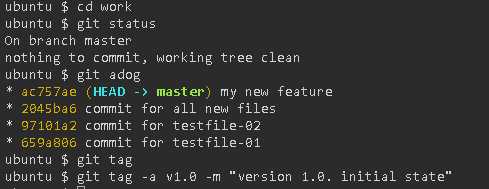 ubuntu $ cd work
ubuntu $ git status
On branch master
nothing to commit, working tree clean
ubuntu $ git adog
* ac757ae (HEAD -> master) my new feature
* 2045ba6 commit for all new files
* 97101a2 commit for testfile-02
* 659a806 commit for testfile-01
ubuntu $ git tag
ubuntu $ git tag -a v1.0 -m "version 1.0. initial state"
ubuntu $